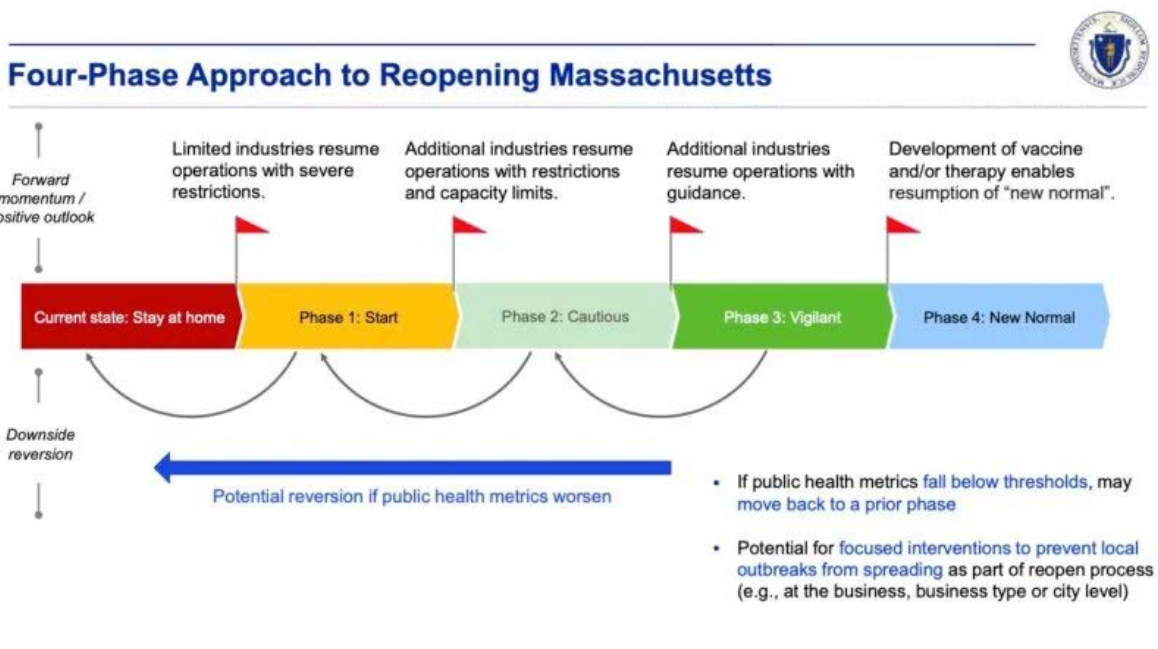 Four-Phase Approach to Reopening Massachusetts
Forward
momentum /
ositive outlook
Limited industries resume
operations with severe
restrictions.
Additional industries resume
operations with restrictions
and capacity limits.
Additional industries
resume operations with
guidance.
Development of vaccine
and/or therapy enables
resumption of “new normal”.
Current state: Stay at home
Phase 1: Start
Phase 2: Cautious
Phase 3: Vigilant
Phase 4: New Normal
Downside
reversion
Potential reversion if public health metrics worsen
• If public health metrics fall below thresholds, may
move back to a prior phase
• Potential for focused interventions to prevent local
outbreaks from spreading as part of reopen process
(e.g., at the business, business type or city level)